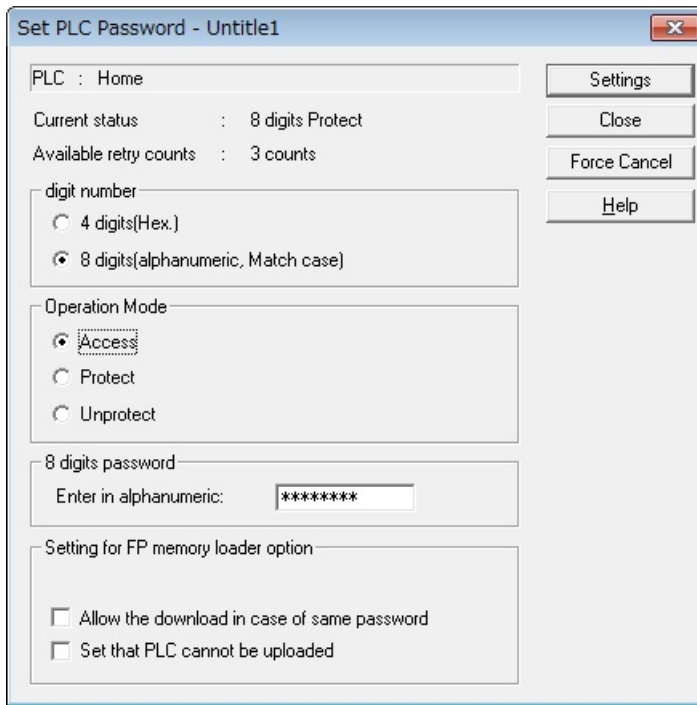 Set PLC Password - Untitle1
PLC : Home
Settings
Current status : 8 digits Protect
Close
Available retry counts : 3 counts
Force Cancel
digit number
Help
4 digits(Hex.)
8 digits(alphanumeric, Match case)
Operation Mode
Access
Protect
Unprotect
8 digits password
Enter in alphanumeric: ********
Setting for FP memory loader option
Allow the download in case of same password
Set that PLC cannot be uploaded